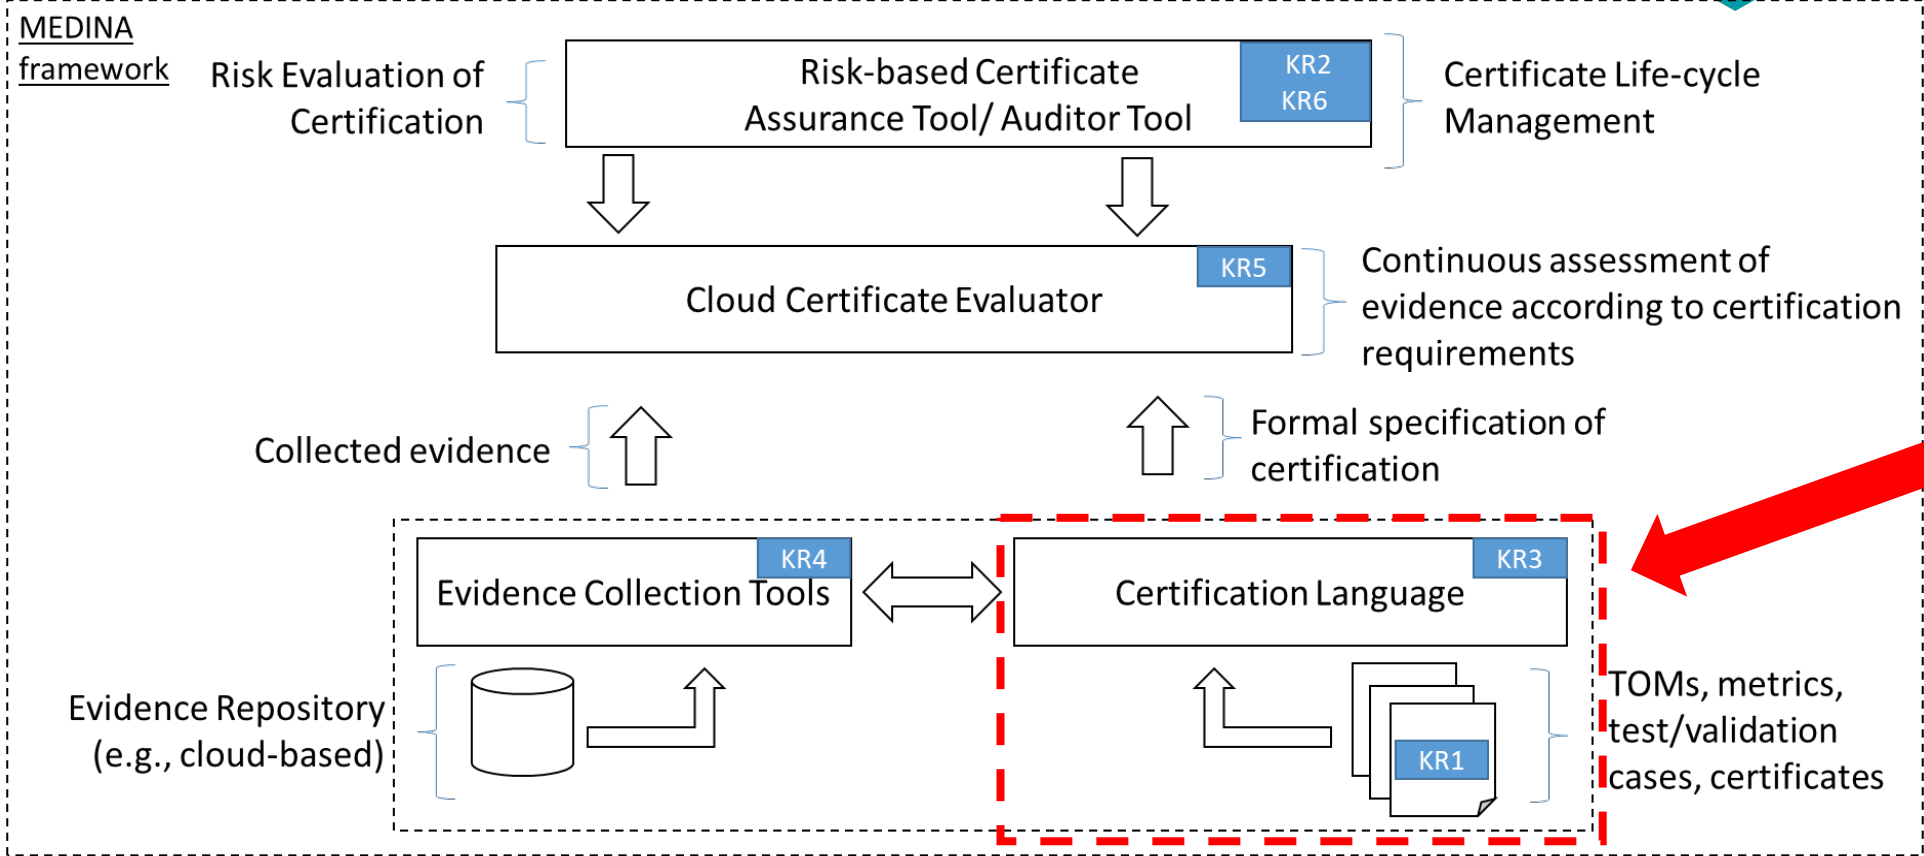 MEDINA
framework
Risk Evaluation of
Certification
Risk-based Certificate
Assurance Tool/ Auditor Tool
KR2
KR6
Certificate Life-cycle
Management
Cloud Certificate Evaluator
KR5
Continuous assessment of
evidence according to certification
requirements
Collected evidence
Formal specification of
certification
Evidence Collection Tools
KR4
Certification Language
KR3
Evidence Repository
(e.g., cloud-based)
KR1
TOMs, metrics,
test/validation
cases, certificates